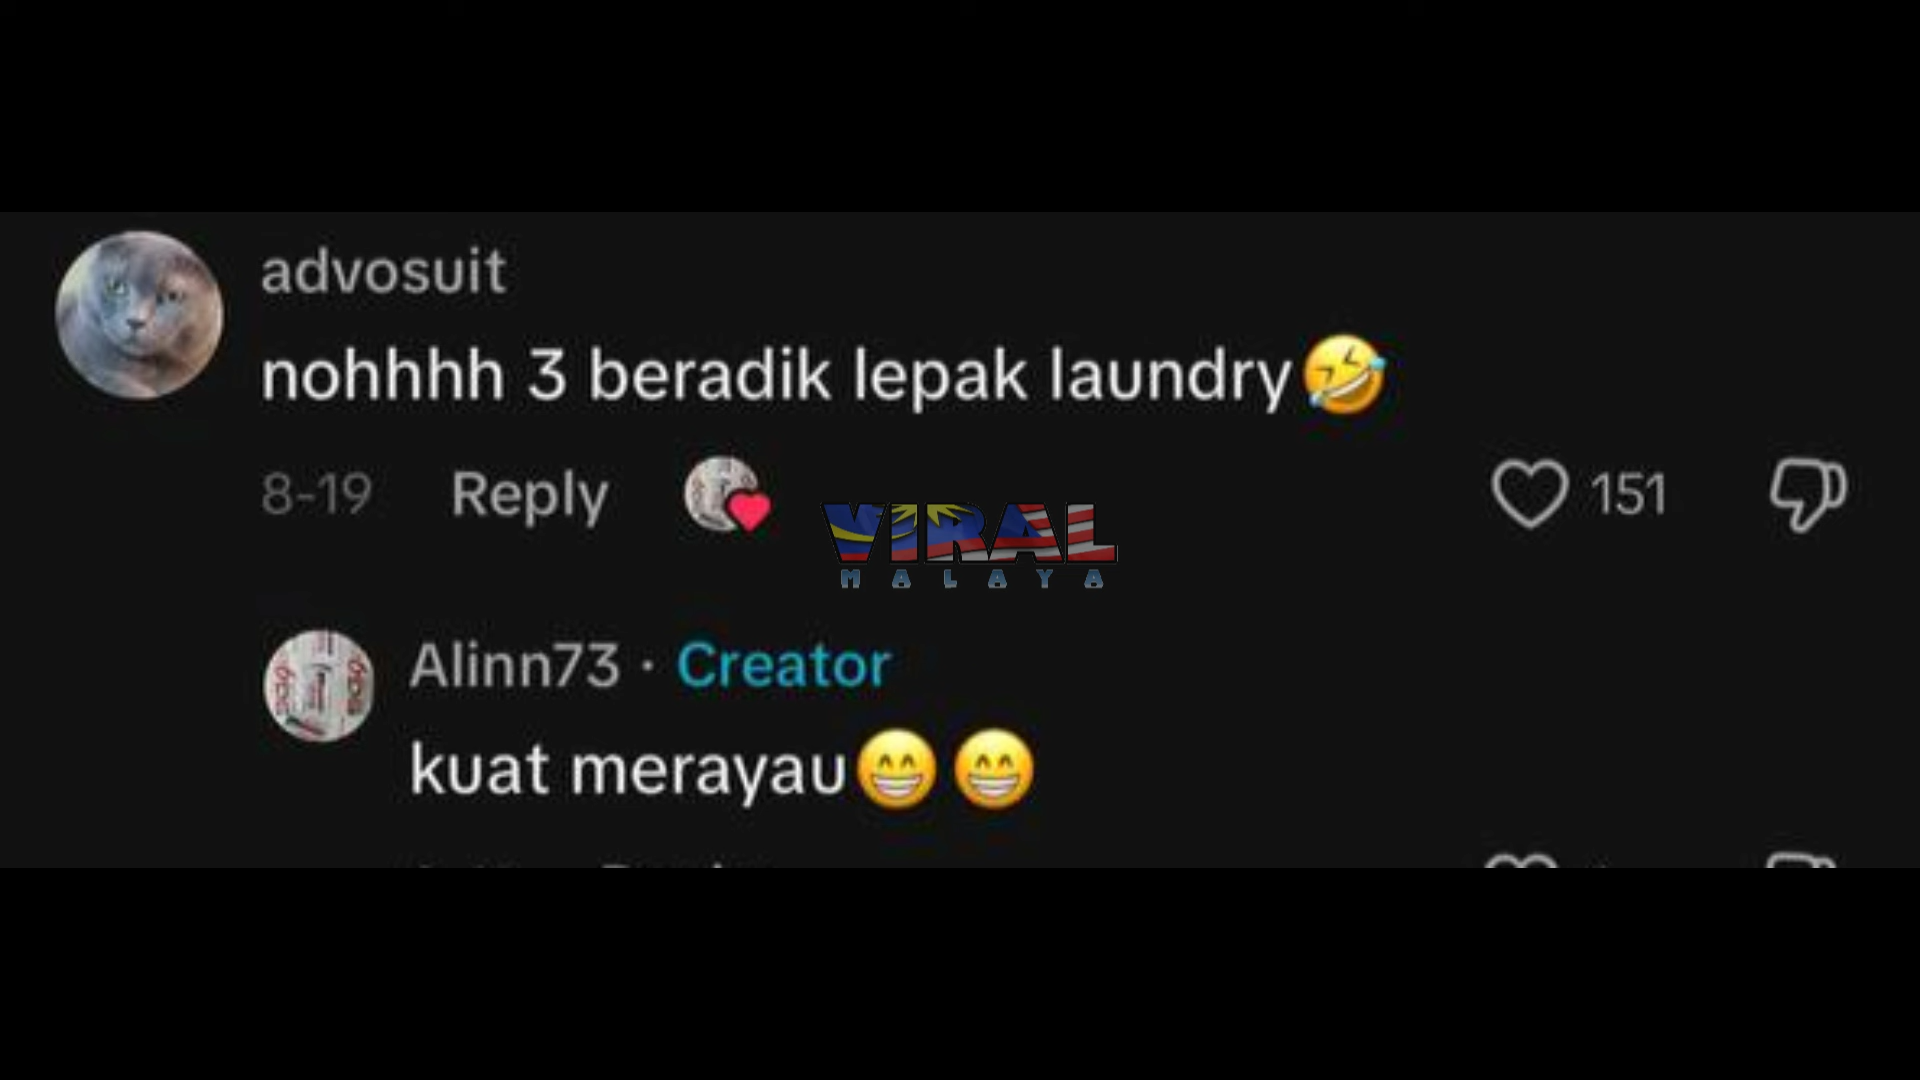 advosuit
nohhhh 3 beradik lepak laundry🤣
8-19 Reply 151
VIRAL
MALAYA
Alinn73 · Creator
kuat merayau😁😁